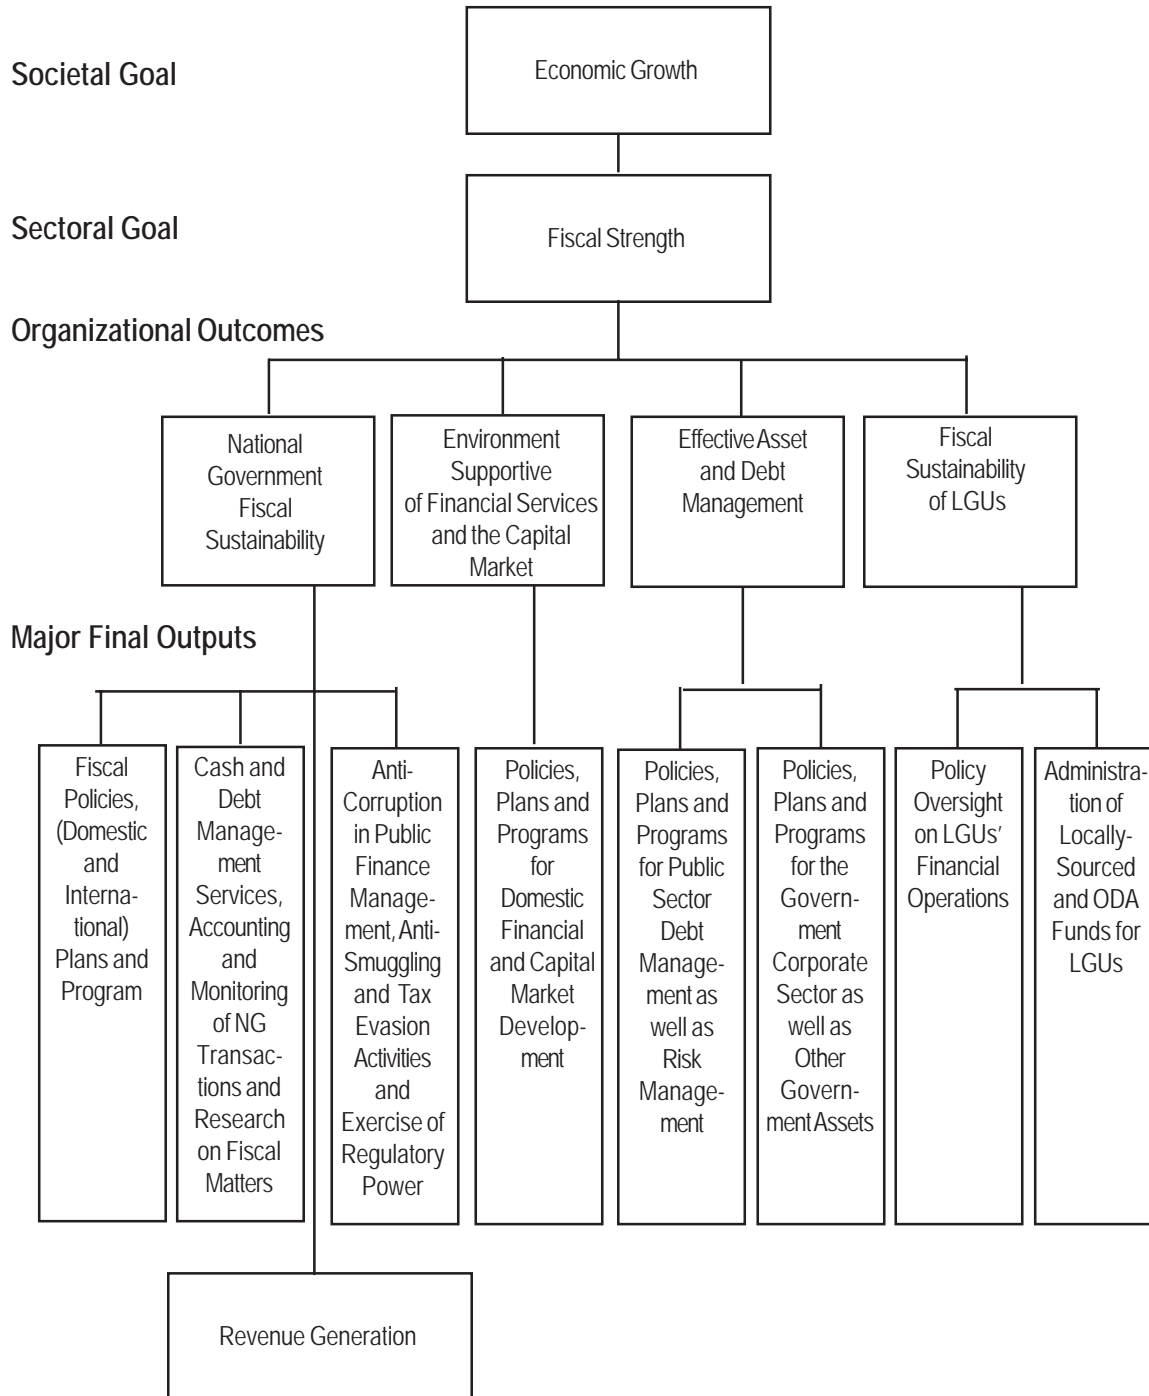 Societal Goal
Economic Growth
Sectoral Goal
Fiscal Strength
Organizational Outcomes
National
Government
Fiscal
Sustainability
Environment
Supportive
of Financial Services
and the Capital
Market
Effective Asset
and Debt
Management
Fiscal
Sustainability
of LGUs
Major Final Outputs
Fiscal
Policies,
(Domestic
and
Interna-
tional)
Plans and
Program
Cash and
Debt
Manage-
ment
Services,
Accounting
and
Monitoring
of NG
Transac-
tions and
Research
on Fiscal
Matters
Anti-
Corruption
in Public
Finance
Manage-
ment, Anti-
Smuggling
and Tax
Evasion
Activities
and
Exercise of
Regulatory
Power
Policies,
Plans and
Programs
for
Domestic
Financial
and Capital
Market
Develop-
ment
Policies,
Plans and
Programs
for Public
Sector
Debt
Manage-
ment as
well as
Risk
Manage-
ment
Policies,
Plans and
Programs
for the
Govern-
ment
Corporate
Sector as
well as
Other
Govern-
ment Assets
Policy
Oversight
on LGUs'
Financial
Operations
Administra-
tion of
Locally-
Sourced
and ODA
Funds for
LGUs
Revenue Generation